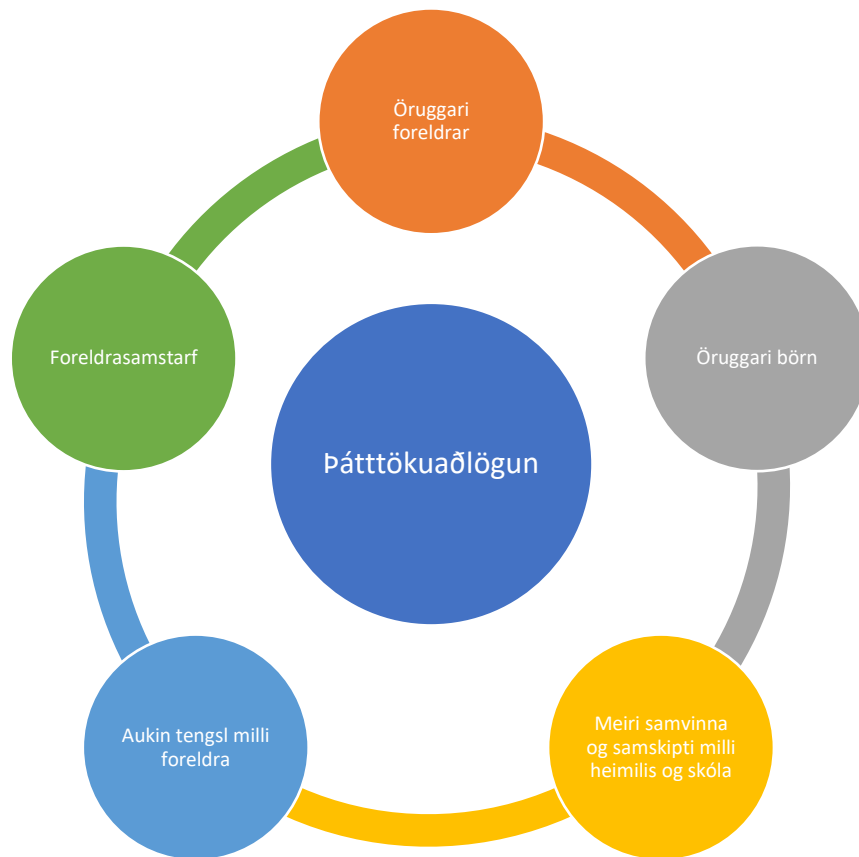 Öruggari
foreldrar
Öruggari börn
Meiri samvinna
og samskipti milli
heimilis og skóla
Aukin tengsl milli
foreldra
Foreldrasamstarf
Þátttökuaðlögun